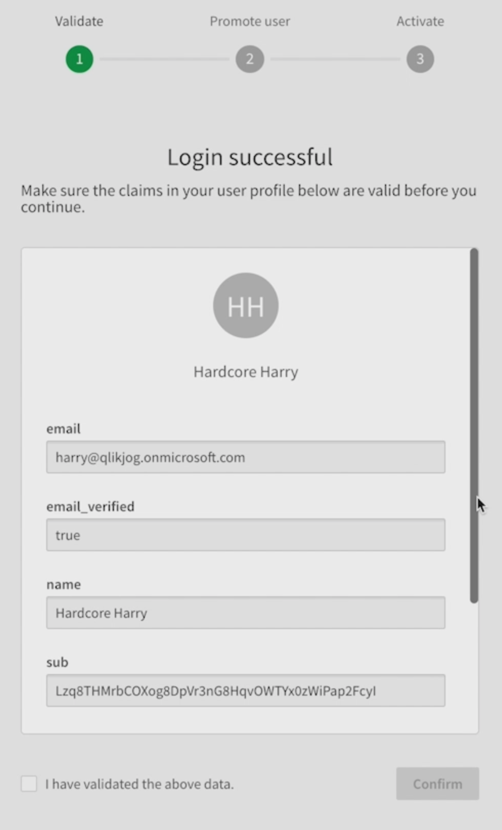 Validate
Promote user
Activate
1
2
3
Login successful
Make sure the claims in your user profile below are valid before you
continue.
HH
Hardcore Harry
email
harry@qlikjog.onmicrosoft.com
email_verified
true
name
Hardcore Harry
sub
Lzq8THMrbCOXog8DpVr3nG8HqvOWTYx0zWiPap2FcyI
I have validated the above data.
Confirm